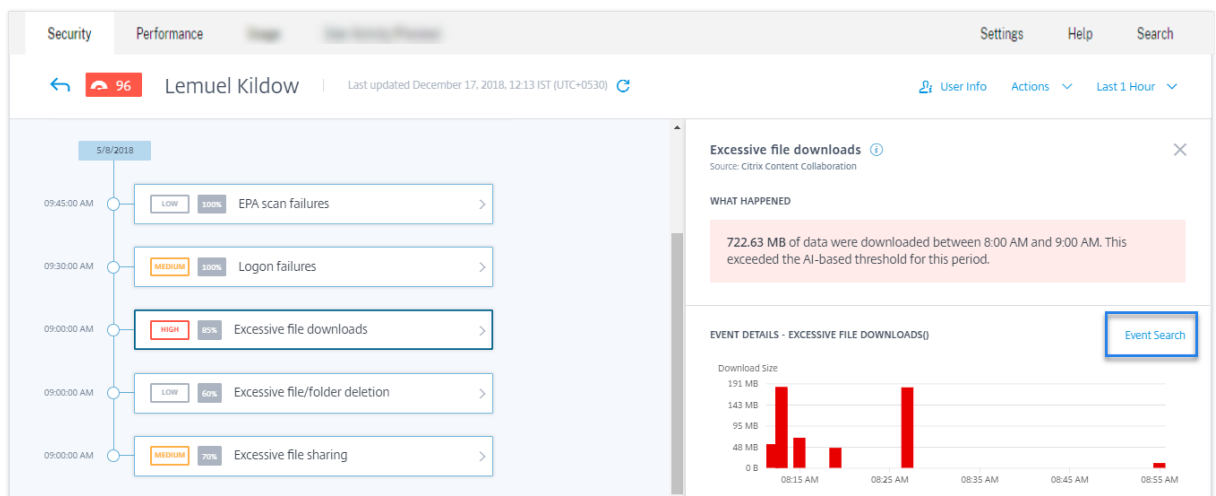 Security Performance Settings Help Search
96 Lemuel Kildow Last updated December 17, 2018, 12:13 IST (UTC+0530) User Info Actions Last 1 Hour
5/8/2018
09:45:00 AM LOW 100% EPA scan failures
09:30:00 AM MEDIUM 100% Logon failures
09:00:00 AM HIGH 85% Excessive file downloads
09:00:00 AM LOW 60% Excessive file/folder deletion
09:00:00 AM MEDIUM 70% Excessive file sharing
Excessive file downloads
Source: Citrix Content Collaboration
WHAT HAPPENED
722.63 MB of data were downloaded between 8:00 AM and 9:00 AM. This
exceeded the AI-based threshold for this period.
EVENT DETAILS - EXCESSIVE FILE DOWNLOADS() Event Search
Download Size
191 MB
143 MB
95 MB
48 MB
0 B
08:15 AM 08:25 AM 08:35 AM 08:45 AM 08:55 AM